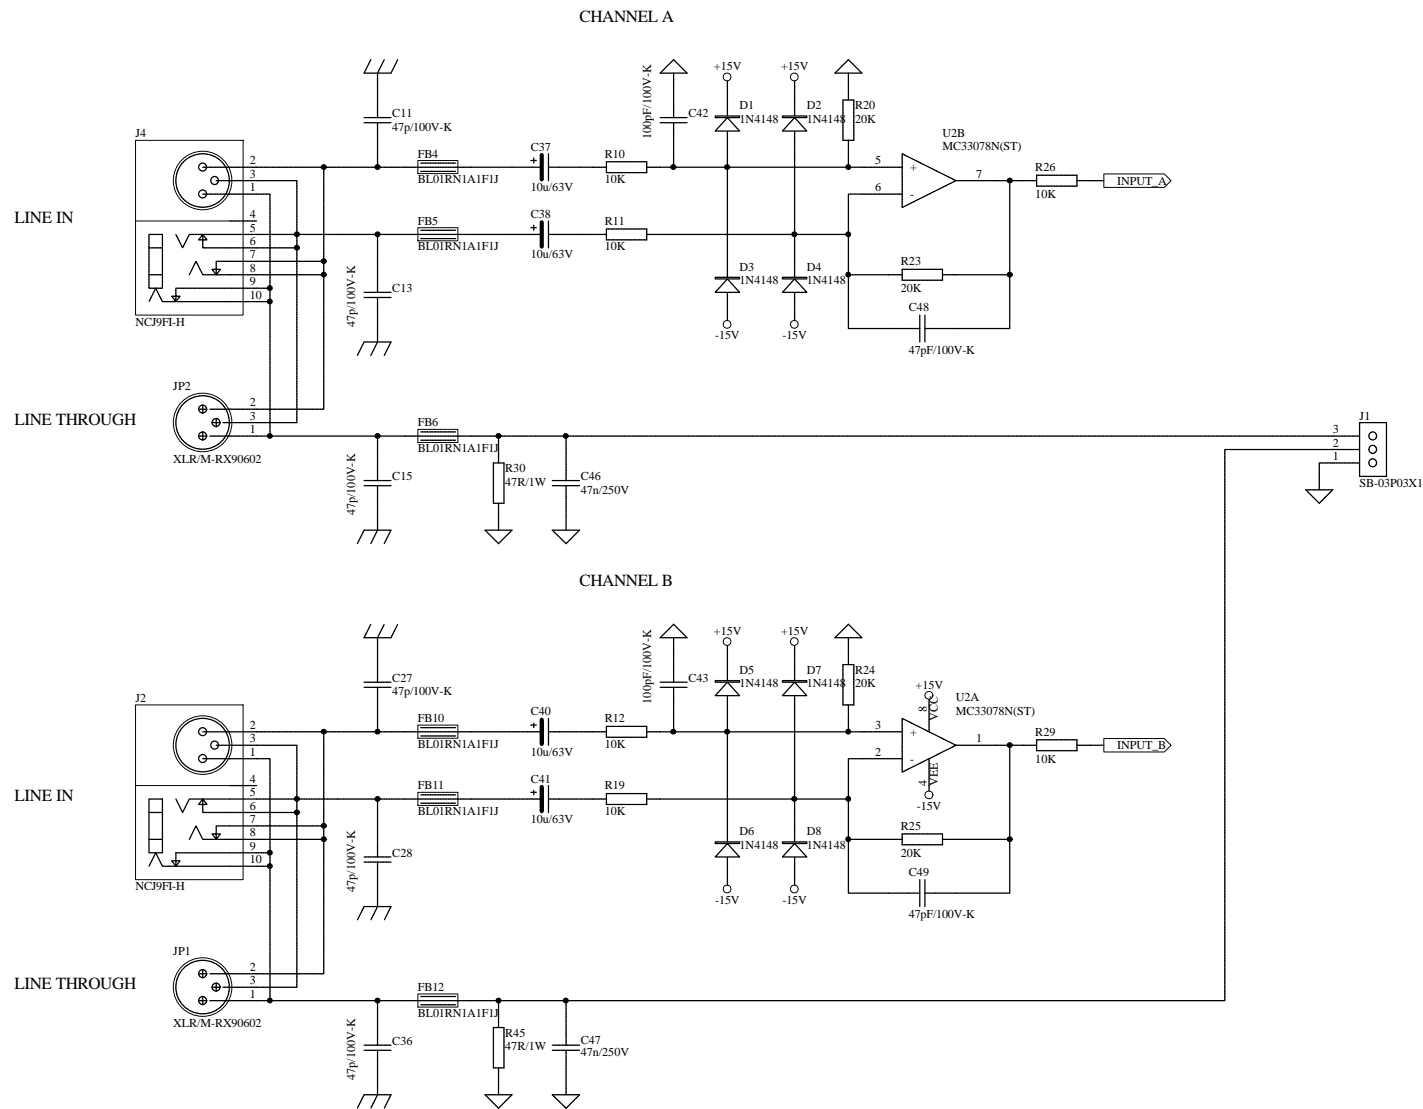 CHANNEL A
+15V
+15V
100pF/100V-K
C11
47p/100V-K
C42
D1
1N4148
D2
1N4148
R20
20K
J4
U2B
MC33078N(ST)
2
3
1
FB4
BL01RN1A1F1J
C37
+
10u/63V
R10
10K
5
6
+
-
7
R26
10K
INPUT_A
LINE IN
4
5
6
7
8
9
10
FB5
BL01RN1A1F1J
C38
+
10u/63V
R11
10K
47p/100V-K
C13
D3
1N4148
D4
1N4148
R23
20K
C48
47pF/100V-K
-15V
-15V
NCJ9FI-H
JP2
LINE THROUGH
2
3
1
XLR/M-RX90602
FB6
BL01RN1A1F1J
47p/100V-K
C15
R30
47R/1W
C46
47n/250V
J1
3
2
1
SB-03P03X1
CHANNEL B
+15V
+15V
100pF/100V-K
C27
47p/100V-K
C43
D5
1N4148
D7
1N4148
R24
20K
+15V
8
VCC
J2
U2A
MC33078N(ST)
2
3
1
FB10
BL01RN1A1F1J
C40
+
10u/63V
R12
10K
3
2
+
-
1
R29
10K
INPUT_B
4
VEE
-15V
LINE IN
4
5
6
7
8
9
10
FB11
BL01RN1A1F1J
C41
+
10u/63V
R19
10K
47p/100V-K
C28
D6
1N4148
D8
1N4148
R25
20K
C49
47pF/100V-K
-15V
-15V
NCJ9FI-H
JP1
LINE THROUGH
2
3
1
XLR/M-RX90602
FB12
BL01RN1A1F1J
47p/100V-K
C36
R45
47R/1W
C47
47n/250V